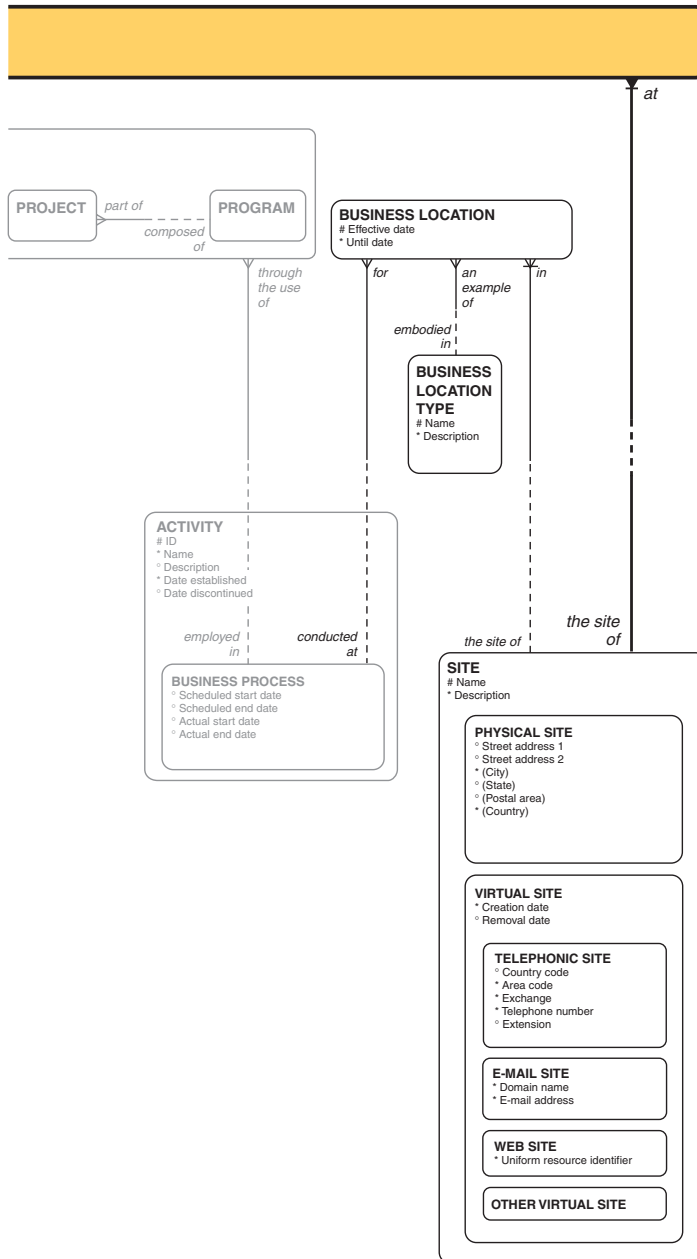 at
PROJECT
part of
composed
of
PROGRAM
through
the use
of
BUSINESS LOCATION
# Effective date
* Until date
for
an
example
of
in
embodied
in
BUSINESS
LOCATION
TYPE
# Name
* Description
ACTIVITY
# ID
* Name
° Description
* Date established
° Date discontinued
employed
in
conducted
at
BUSINESS PROCESS
° Scheduled start date
° Scheduled end date
° Actual start date
° Actual end date
the site of
the site
of
SITE
# Name
* Description
PHYSICAL SITE
° Street address 1
° Street address 2
* (City)
° (State)
° (Postal area)
* (Country)
VIRTUAL SITE
* Creation date
° Removal date
TELEPHONIC SITE
° Country code
* Area code
* Exchange
* Telephone number
° Extension
E-MAIL SITE
* Domain name
* E-mail address
WEB SITE
* Uniform resource identifier
OTHER VIRTUAL SITE